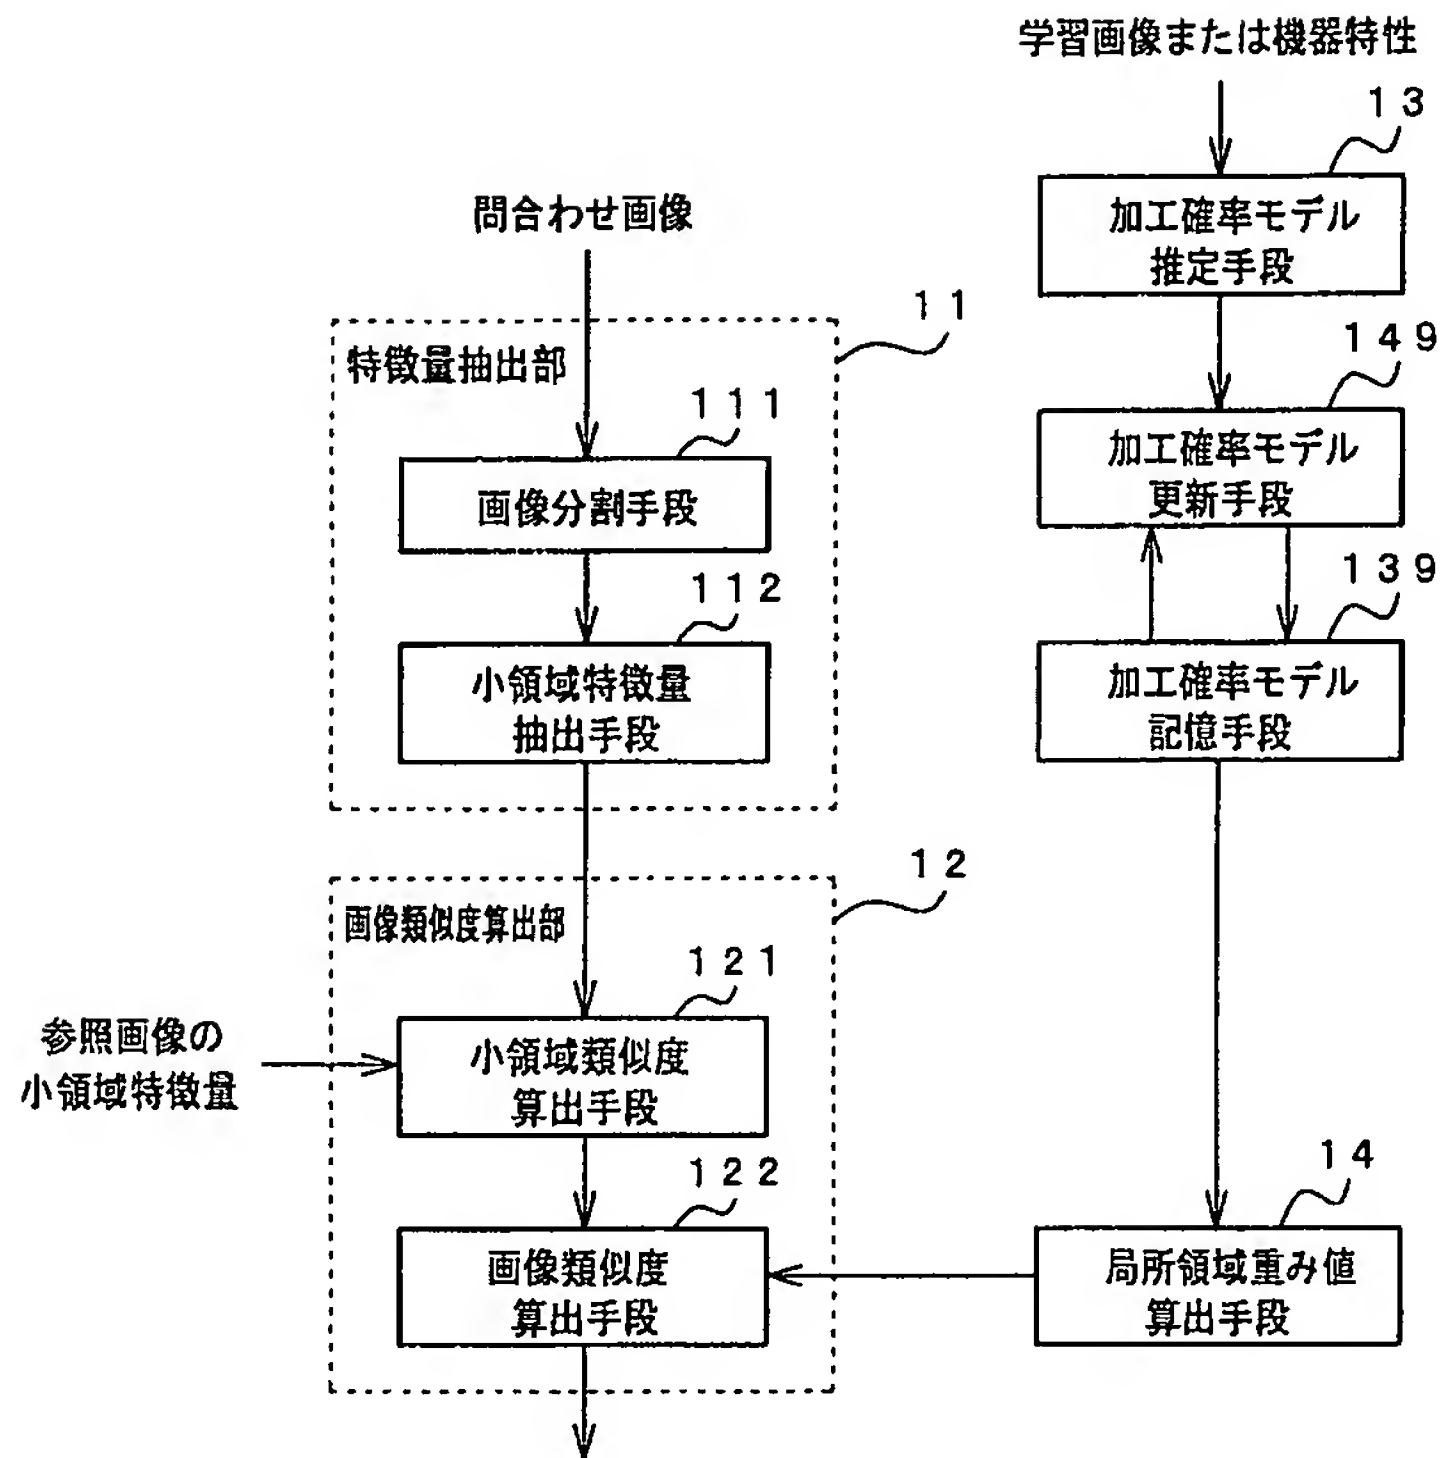 学習画像または機器特性
13
加工確率モデル
推定手段
問合わせ画像
11
特徴量抽出部
149
加工確率モデル
更新手段
111
画像分割手段
139
加工確率モデル
記憶手段
112
小領域特徴量
抽出手段
12
画像類似度算出部
121
参照画像の
小領域特徴量
小領域類似度
算出手段
122
画像類似度
算出手段
14
局所領域重み値
算出手段